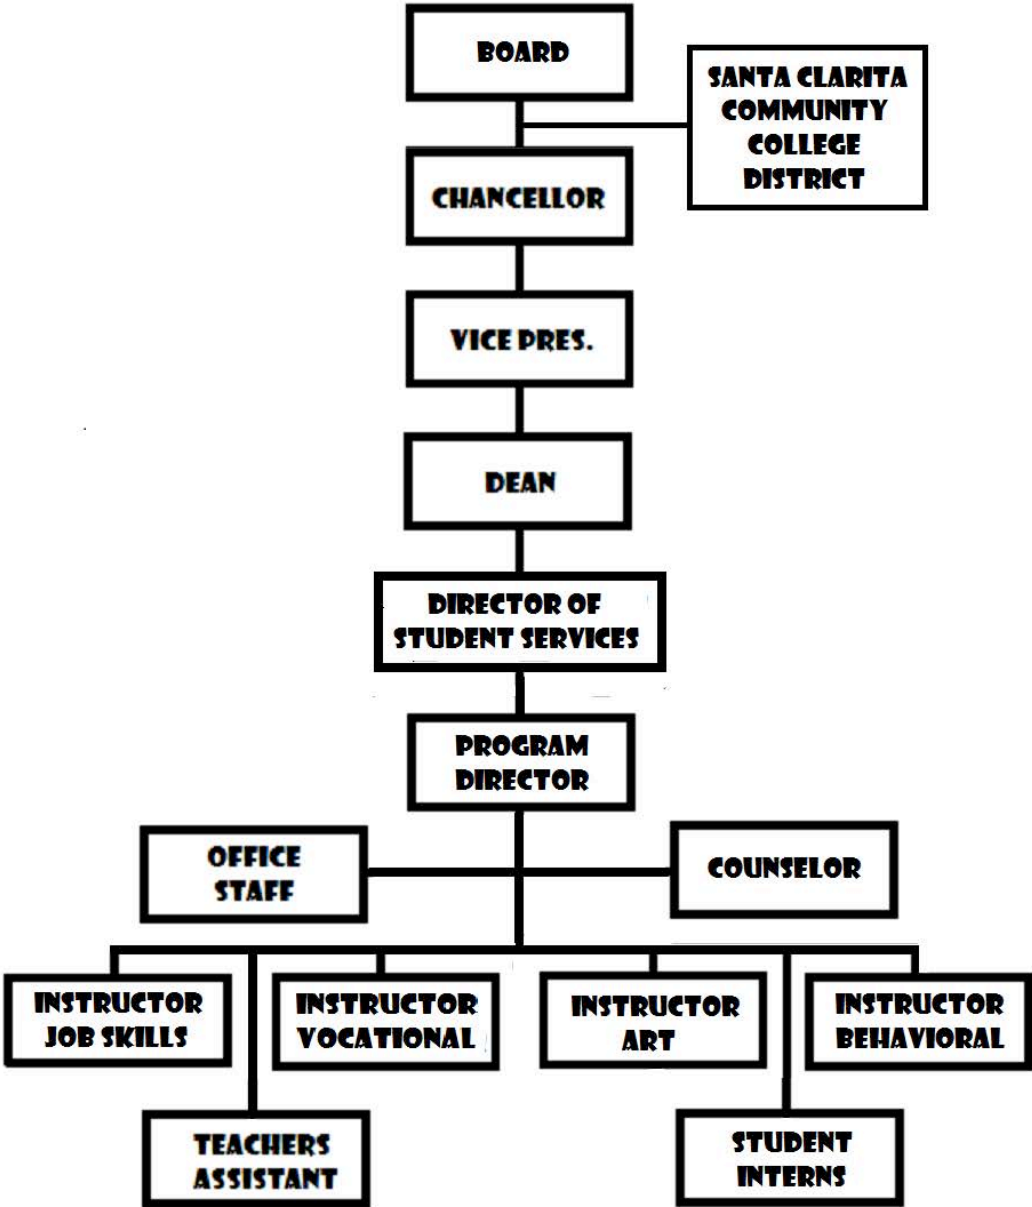 BOARD
SANTA CLARITA
COMMUNITY
COLLEGE
DISTRICT
CHANCELLOR
VICE PRES.
DEAN
DIRECTOR OF
STUDENT SERVICES
PROGRAM
DIRECTOR
OFFICE
STAFF
COUNSELOR
INSTRUCTOR
JOB SKILLS
INSTRUCTOR
VOCATIONAL
INSTRUCTOR
ART
INSTRUCTOR
BEHAVIORAL
TEACHERS
ASSISTANT
STUDENT
INTERNS